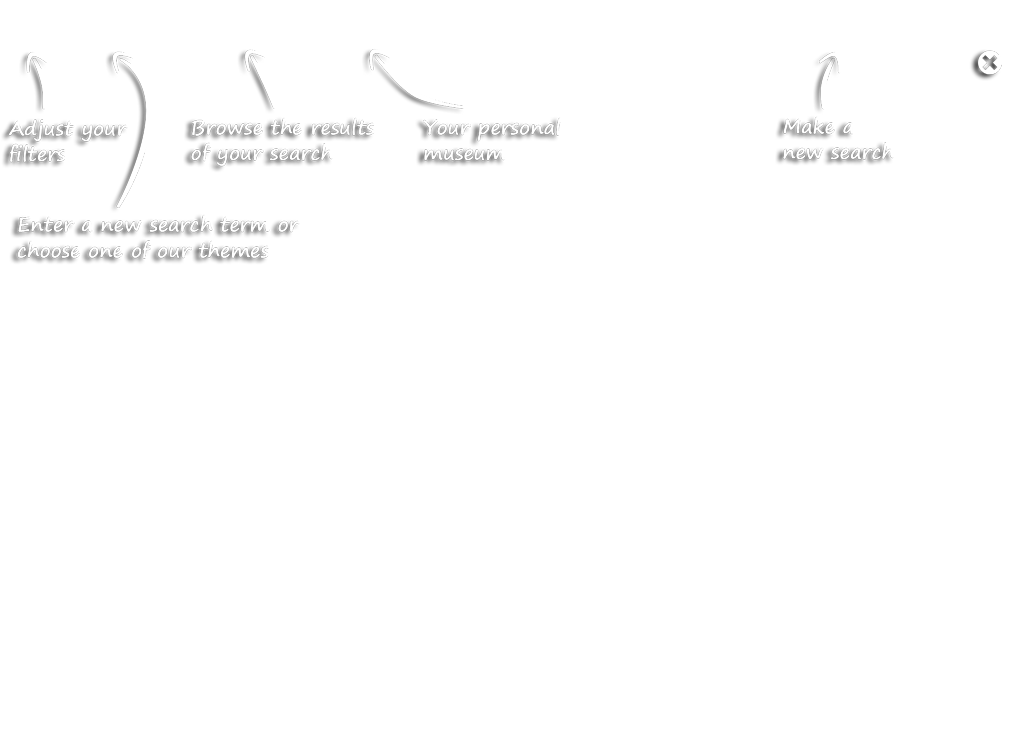 Adjust your
filters
Browse the results
of your search
Your personal
museum
Make a
new search
Enter a new search term or
choose one of our themes